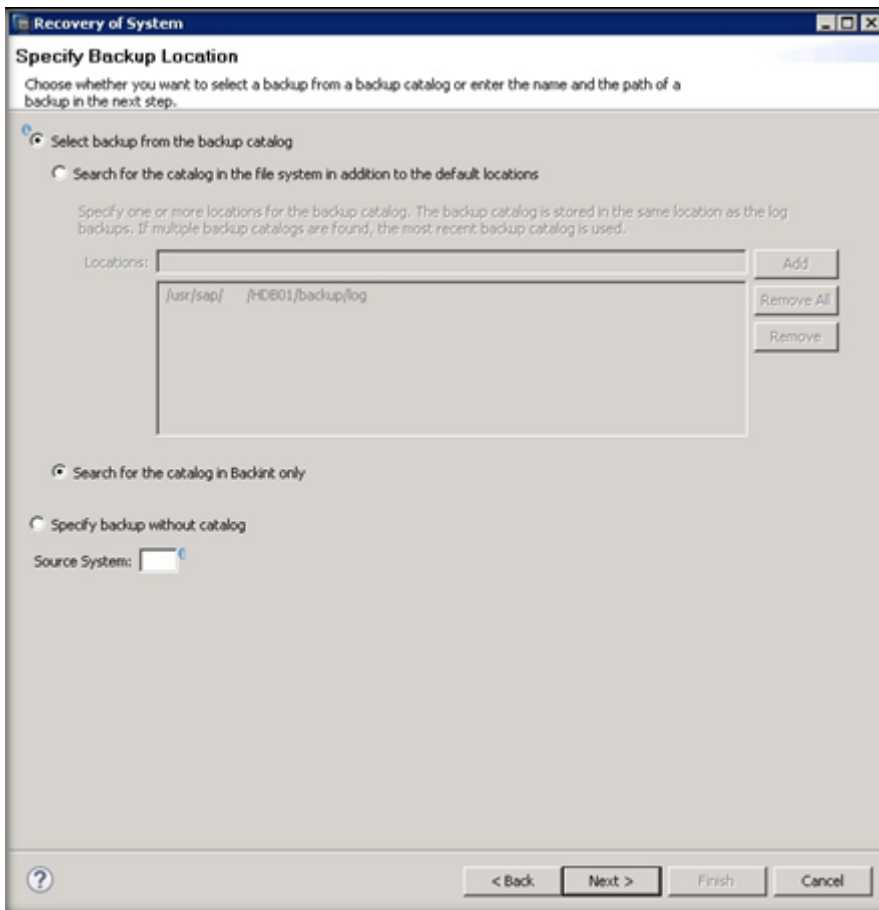 Recovery of System
Specify Backup Location
Choose whether you want to select a backup from a backup catalog or enter the name and the path of a
backup in the next step.
Select backup from the backup catalog
Search for the catalog in the file system in addition to the default locations
Specify one or more locations for the backup catalog. The backup catalog is stored in the same location as the log
backups. If multiple backup catalogs are found, the most recent backup catalog is used.
Locations:
Add
/usr/sap/ /HDB01/backup/log
Remove All
Remove
Search for the catalog in Backint only
Specify backup without catalog
Source System:
?
< Back
Next >
Finish
Cancel